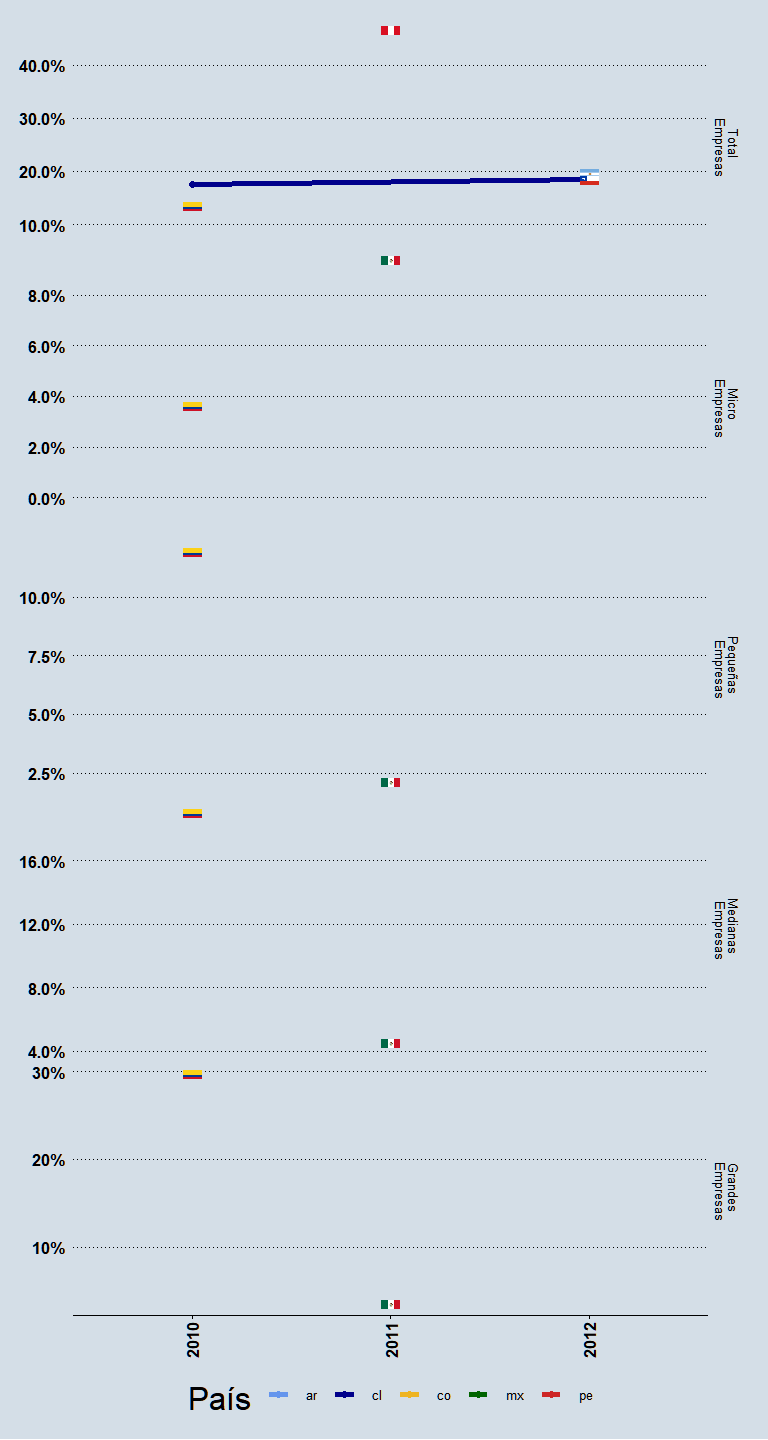 40.0%
30.0%
20.0%
10.0%
Total
Empresas
8.0%
6.0%
4.0%
2.0%
0.0%
Micro
Empresas
10.0%
7.5%
5.0%
2.5%
Pequeñas
Empresas
16.0%
12.0%
8.0%
4.0%
Medianas
Empresas
30%
20%
10%
Grandes
Empresas
2010 2011 2012
País ar cl co mx pe